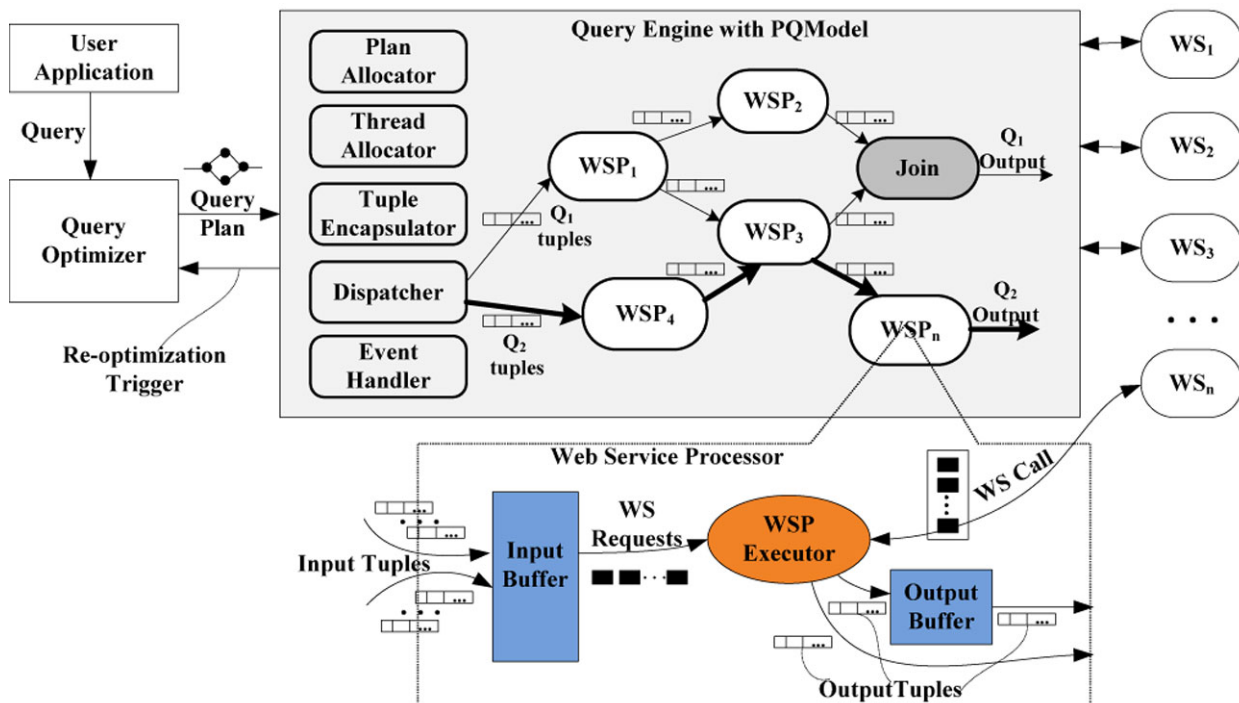 User
Application
Query
Query
Optimizer
Query
Plan
Re-optimization
Trigger
Query Engine with PQModel
Plan
Allocator
Thread
Allocator
Tuple
Encapsulator
Dispatcher
Event
Handler
...
WSP1
...
WSP2
...
Join
Q1
Output
...
Q1
tuples
...
WSP3
...
...
Q2
tuples
WSP4
...
...
WSPn
Q2
Output
WS1
WS2
WS3
. . .
WSn
Web Service Processor
...
...
Input Tuples
...
...
Input
Buffer
WS
Requests
WSP
Executor
WS Call
Output
Buffer
...
...
...
OutputTuples